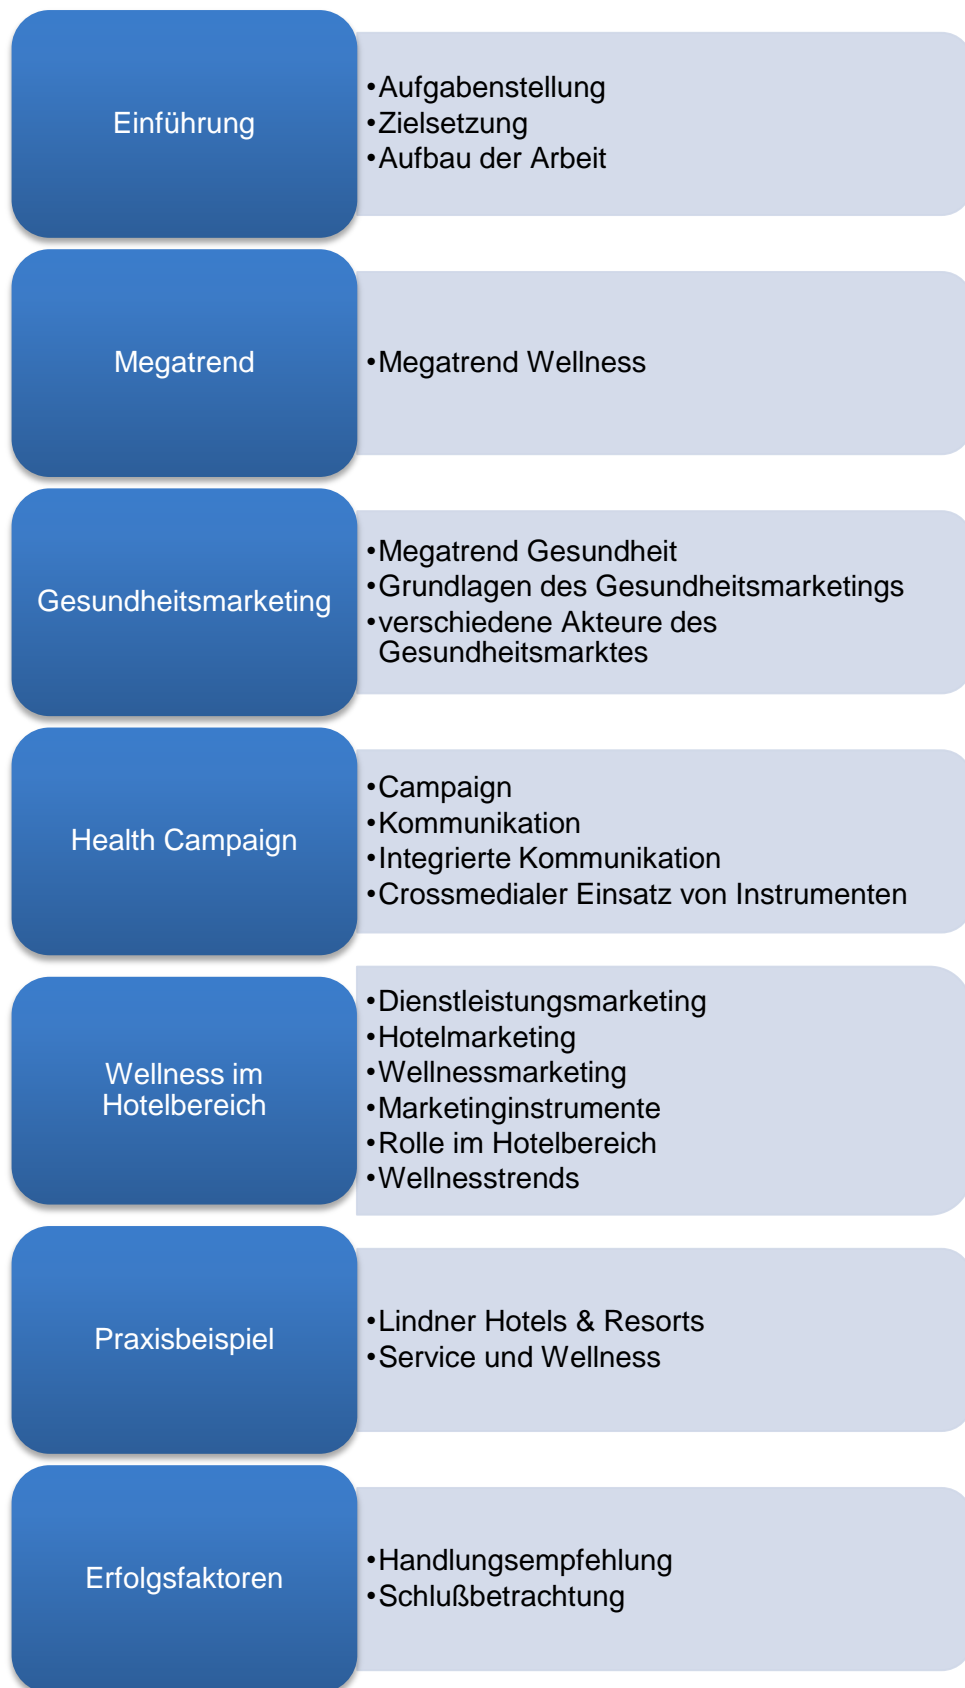 Einführung
•Aufgabenstellung
•Zielsetzung
•Aufbau der Arbeit
Megatrend
•Megatrend Wellness
Gesundheitsmarketing
•Megatrend Gesundheit
•Grundlagen des Gesundheitsmarketings
•verschiedene Akteure des
Gesundheitsmarktes
Health Campaign
•Campaign
•Kommunikation
•Integrierte Kommunikation
•Crossmedialer Einsatz von Instrumenten
Wellness im
Hotelbereich
•Dienstleistungsmarketing
•Hotelmarketing
•Wellnessmarketing
•Marketinginstrumente
•Rolle im Hotelbereich
•Wellnesstrends
Praxisbeispiel
•Lindner Hotels & Resorts
•Service und Wellness
Erfolgsfaktoren
•Handlungsempfehlung
•Schlußbetrachtung